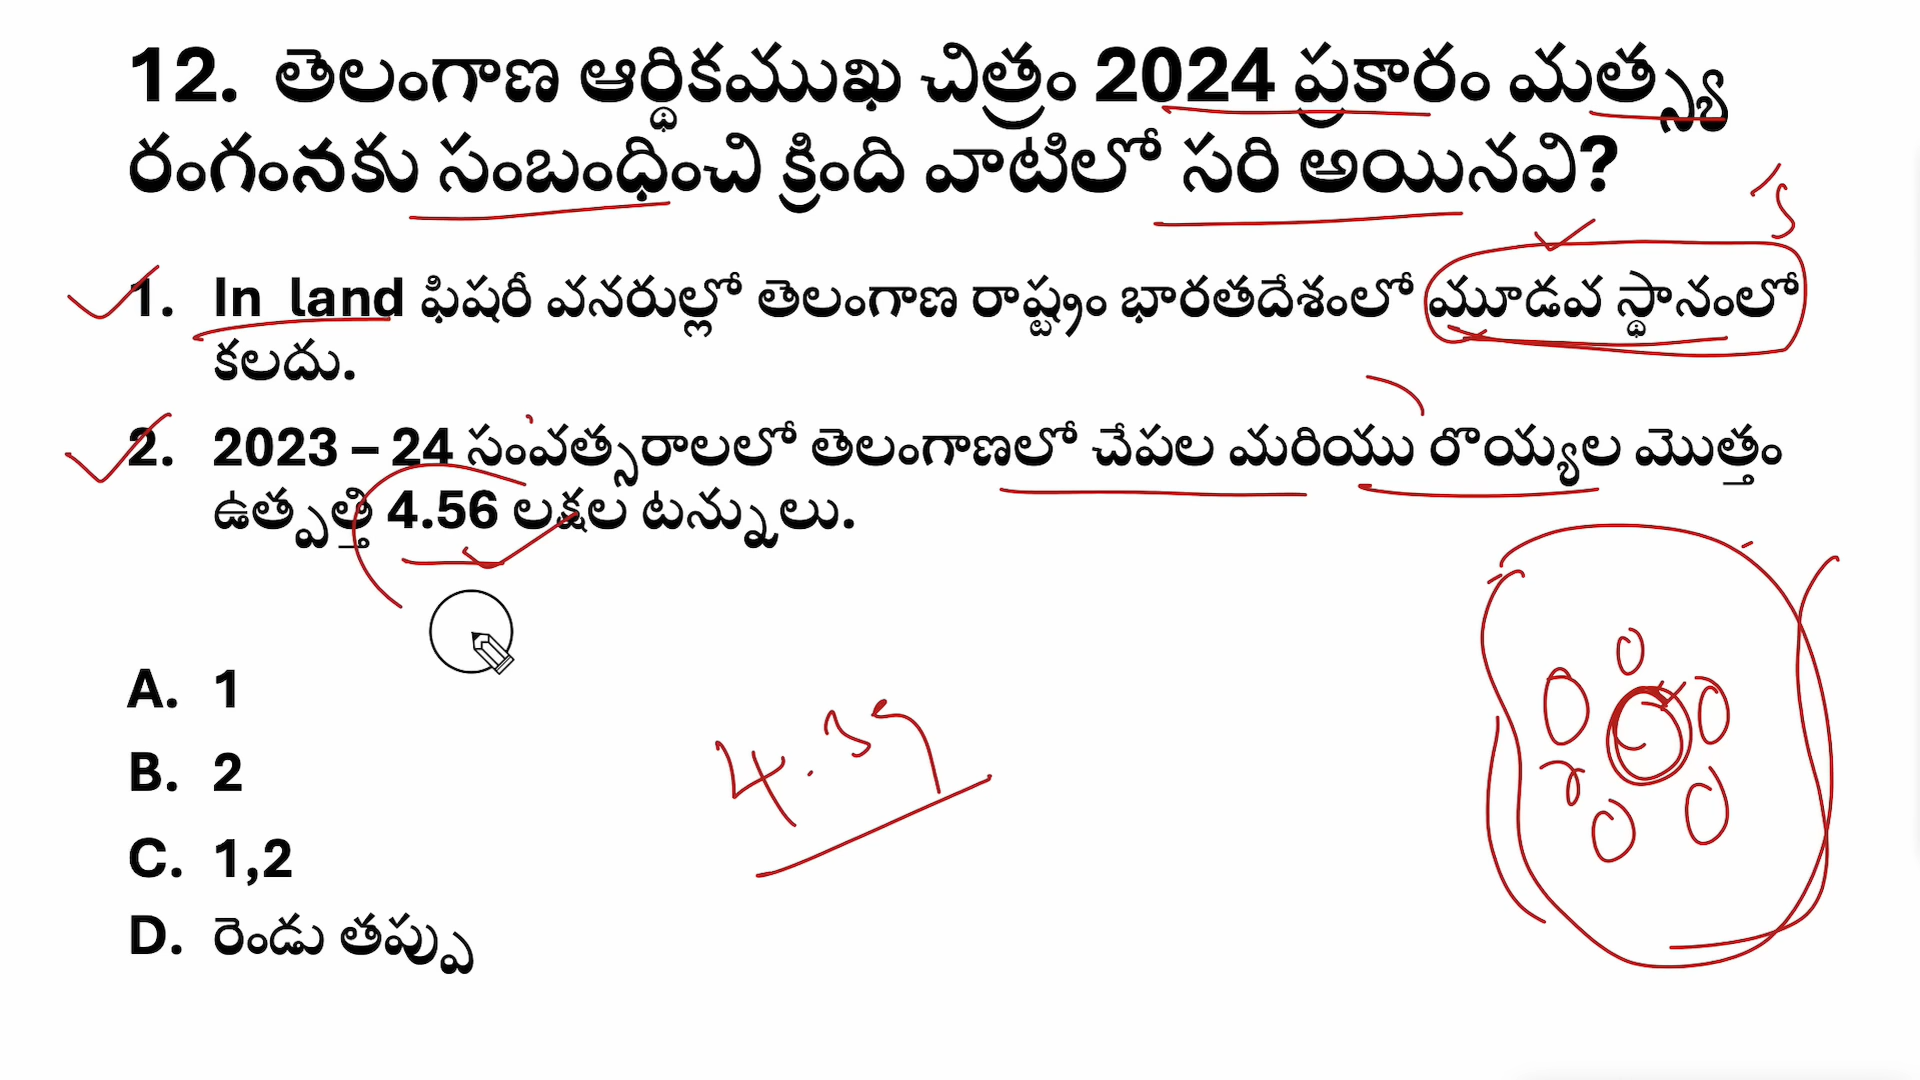 12. తెలంగాణ ఆర్థికముఖ చిత్రం 2024 ప్రకారం మత్స్య
రంగంనకు సంబంధించి క్రింది వాటిలో సరి అయినవి?
1. In land ఫిషరీ వనరుల్లో తెలంగాణ రాష్ట్రం భారతదేశంలో మూడవ స్థానంలో
కలదు.
2. 2023 – 24 సంవత్సరాలలో తెలంగాణలో చేపల మరియు రొయ్యల మొత్తం
ఉత్పత్తి 4.56 లక్షల టన్నులు.
A. 1
B. 2
C. 1,2
D. రెండు తప్పు